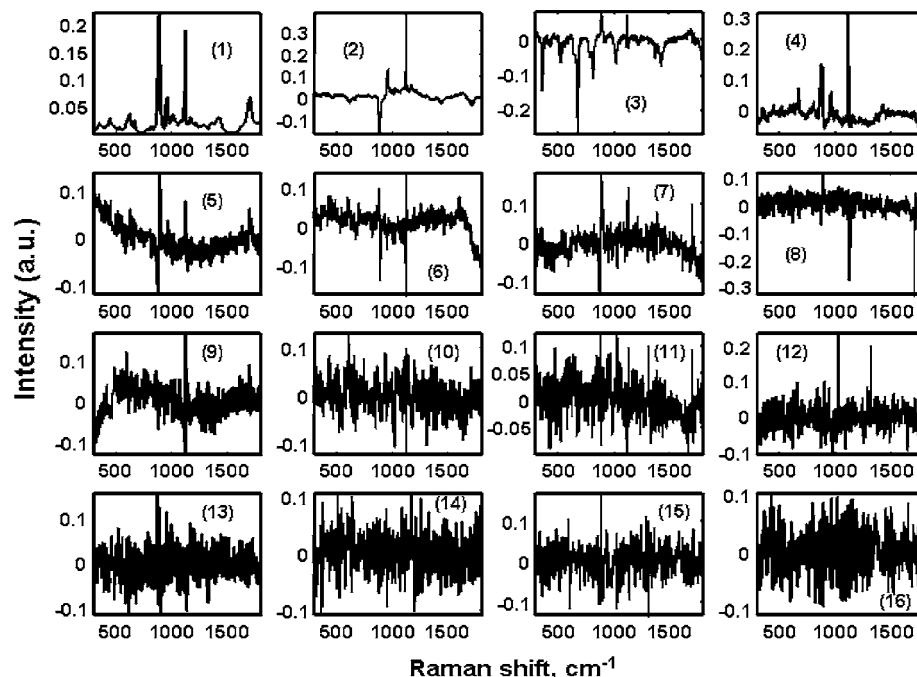 0.2 0.15 0.1 0.05 (1) 500 1000 1500
0.3 0.2 0.1 0 -0.1 (2) 500 1000 1500
0 -0.1 -0.2 (3) 500 1000 1500
0.3 0.2 0.1 0 -0.1 (4) 500 1000 1500
0.1 0 -0.1 (5) 500 1000 1500
0.1 0 -0.1 (6) 500 1000 1500
0.1 0 -0.1 (7) 500 1000 1500
0.1 0 -0.1 -0.2 -0.3 (8) 500 1000 1500
Intensity (a.u.)
0.1 0 -0.1 (9) 500 1000 1500
0.1 0 -0.1 (10) 500 1000 1500
0.05 0 -0.05 (11) 500 1000 1500
0.2 0.1 0 -0.1 (12) 500 1000 1500
0.1 0 -0.1 (13) 500 1000 1500
0.1 0 -0.1 (14) 500 1000 1500
0.1 0 -0.1 (15) 500 1000 1500
0.1 0 -0.1 (16) 500 1000 1500
Raman shift, cm⁻¹